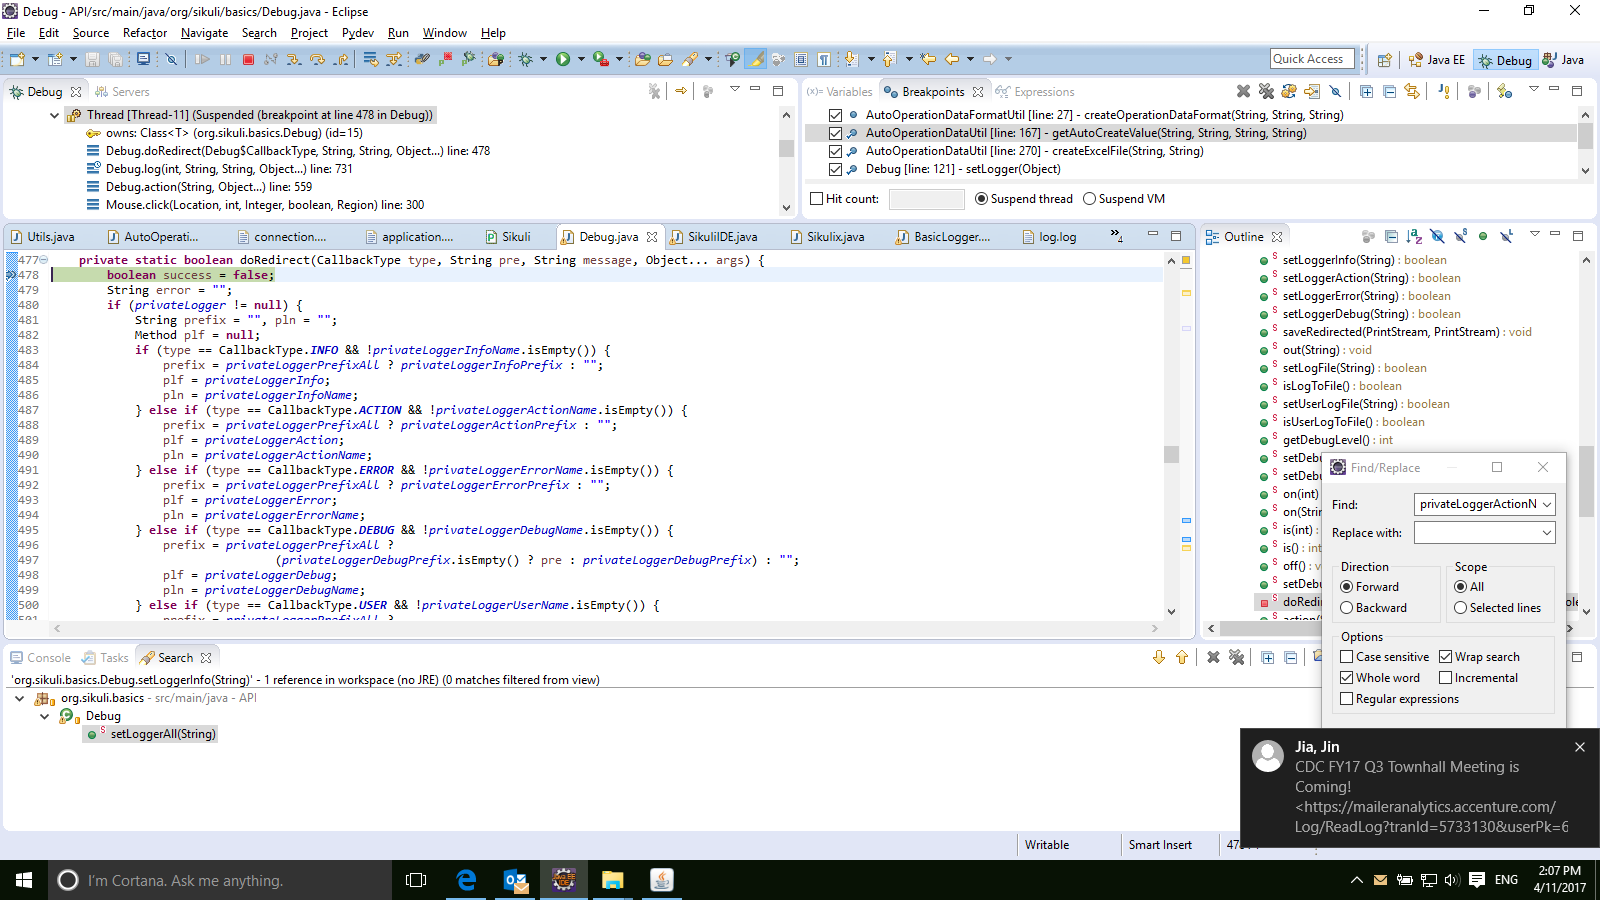 Debug - API/src/main/java/org/sikuli/basics/Debug.java - Eclipse
File Edit Source Refactor Navigate Search Project Pydev Run Window Help
Quick Access Java EE Debug Java
Debug Servers
Thread [Thread-11] (Suspended (breakpoint at line 478 in Debug))
owns: Class<T> (org.sikuli.basics.Debug) (id=15)
Debug.doRedirect(Debug$CallbackType, String, String, Object...) line: 478
Debug.log(int, String, String, Object...) line: 731
Debug.action(String, Object...) line: 559
Mouse.click(Location, int, Integer, boolean, Region) line: 300
(x)= Variables Breakpoints Expressions
AutoOperationDataFormatUtil [line: 27] - createOperationDataFormat(String, String, String)
AutoOperationDataUtil [line: 167] - getAutoCreateValue(String, String, String, String)
AutoOperationDataUtil [line: 270] - createExcelFile(String, String)
Debug [line: 121] - setLogger(Object)
Hit count: Suspend thread Suspend VM
Utils.java AutoOperati... connection.... application.... Sikuli Debug.java SikuliIDE.java Sikulix.java BasicLogger.... log.log »4
477 private static boolean doRedirect(CallbackType type, String pre, String message, Object... args) {
478 boolean success = false;
479 String error = "";
480 if (privateLogger != null) {
481 String prefix = "", pln = "";
482 Method plf = null;
483 if (type == CallbackType.INFO && !privateLoggerInfoName.isEmpty()) {
484 prefix = privateLoggerPrefixAll ? privateLoggerInfoPrefix : "";
485 plf = privateLoggerInfo;
486 pln = privateLoggerInfoName;
487 } else if (type == CallbackType.ACTION && !privateLoggerActionName.isEmpty()) {
488 prefix = privateLoggerPrefixAll ? privateLoggerActionPrefix : "";
489 plf = privateLoggerAction;
490 pln = privateLoggerActionName;
491 } else if (type == CallbackType.ERROR && !privateLoggerErrorName.isEmpty()) {
492 prefix = privateLoggerPrefixAll ? privateLoggerErrorPrefix : "";
493 plf = privateLoggerError;
494 pln = privateLoggerErrorName;
495 } else if (type == CallbackType.DEBUG && !privateLoggerDebugName.isEmpty()) {
496 prefix = privateLoggerPrefixAll ?
497 (privateLoggerDebugPrefix.isEmpty() ? pre : privateLoggerDebugPrefix) : "";
498 plf = privateLoggerDebug;
499 pln = privateLoggerDebugName;
500 } else if (type == CallbackType.USER && !privateLoggerUserName.isEmpty()) {
Outline
setLoggerInfo(String) : boolean
setLoggerAction(String) : boolean
setLoggerError(String) : boolean
setLoggerDebug(String) : boolean
saveRedirected(PrintStream, PrintStream) : void
out(String) : void
setLogFile(String) : boolean
isLogToFile() : boolean
setUserLogFile(String) : boolean
isUserLogToFile() : boolean
getDebugLevel() : int
setDebu
setDebu
on(int)
on(Strin
is(int) :
is() : int
off() : v
setDebu
doRedir
Find/Replace
Find: privateLoggerActionN
Replace with:
Direction Scope
Forward All
Backward Selected lines
Options
Case sensitive Wrap search
Whole word Incremental
Regular expressions
Console Tasks Search
'org.sikuli.basics.Debug.setLoggerInfo(String)' - 1 reference in workspace (no JRE) (0 matches filtered from view)
org.sikuli.basics - src/main/java - API
Debug
setLoggerAll(String)
Jia, Jin
CDC FY17 Q3 Townhall Meeting is
Coming!
<https://maileranalytics.accenture.com/
Log/ReadLog?tranId=5733130&userPk=6
Writable Smart Insert
I'm Cortana. Ask me anything.
ENG 2:07 PM
4/11/2017